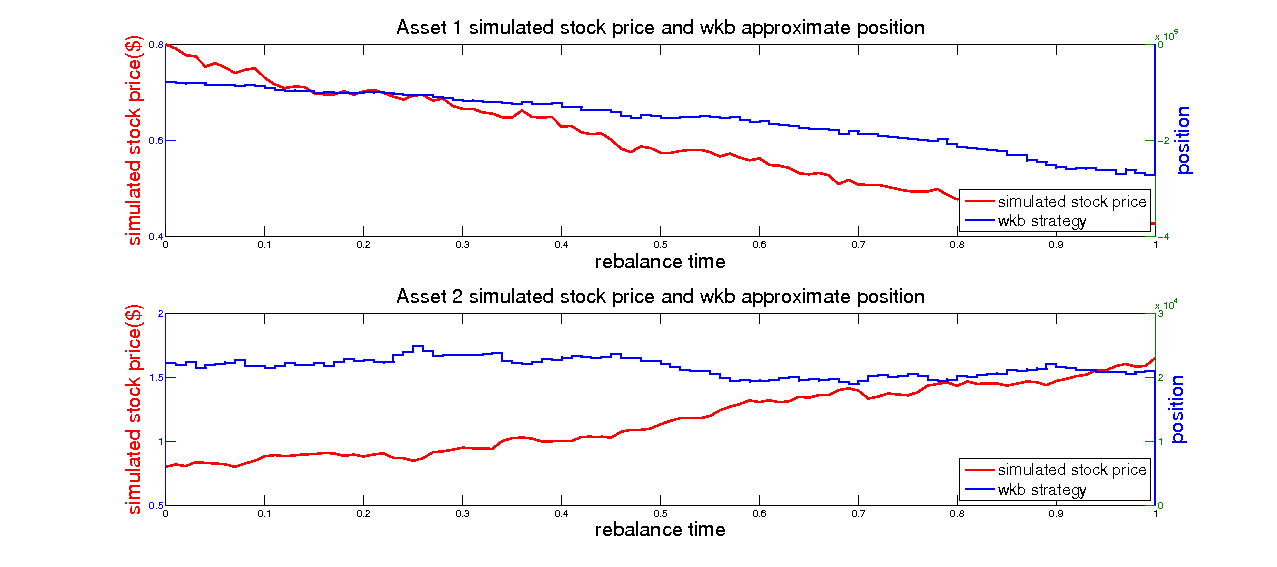 Asset 1 simulated stock price and wkb approximate position
x 10^5
simulated stock price($)
0.8
0.6
0.4
0
−2
−4
position
simulated stock price
wkb strategy
0 0.1 0.2 0.3 0.4 0.5 0.6 0.7 0.8 0.9 1
rebalance time
Asset 2 simulated stock price and wkb approximate position
x 10^4
simulated stock price($)
2
1.5
1
0.5
3
2
1
0
position
simulated stock price
wkb strategy
0 0.1 0.2 0.3 0.4 0.5 0.6 0.7 0.8 0.9 1
rebalance time